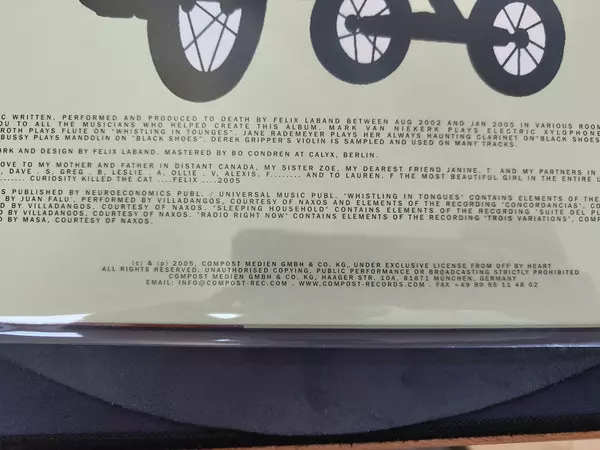 C WRITTEN, PERFORMED AND PRODUCED TO DEATH BY FELIX LABAND BETWEEN AUG 2002 AND JAN 2005 IN VARIOUS ROOM
OU TO ALL THE MUSICIANS WHO HELPED CREATE THIS ALBUM. MARK VAN NIEKERK PLAYS ELECTRIC XYLOPHONE
ROTH PLAYS FLUTE ON "WHISTLING IN TOUNGES". JANE RADEMEYER PLAYS HER ALWAYS HAUNTING CLARINET ON"BLACK SHOES
BUSSY PLAYS MANDOLIN ON "BLACK SHOES". DEREK GRIPPER'S VIOLIN IS SAMPLED AND USED ON MANY TRACKS.
ORK AND DESIGN BY FELIX LABAND. MASTERED BY BO CONDREN AT CALYX, BERLIN.
OVE TO MY MOTHER AND FATHER IN DISTANT CANADA, MY SISTER ZOE, MY DEAREST FRIEND JANINE. T. AND MY PARTNERS IN
, DAVE . S, GREG . B, LESLIE . A, OLLIE . V, ALEXIS. F....... AND TO LAUREN. F THE MOST BEAUTIFUL GIRL IN THE ENTIRE
....... CURIOSITY KILLED THE CAT ....FELIX ....2005
S PUBLISHED BY NEUROECONOMICS PUBL. / UNIVERSAL MUSIC PUBL. "WHISTLING IN TONGUES" CONTAINS ELEMENTS OF THE
BY JUAN FALU', PERFORMED BY VILLADANGOS, COURTESY OF NAXOS AND ELEMENTS OF THE RECORDING "CONCORDANCIAS", CO
D BY VILLADANGOS, COURTESY OF NAXOS. "SLEEPING HOUSEHOLD" CONTAINS ELEMENTS OF THE RECORDING "SUITE DEL PL
D BY VILLADANGOS, COURTESY OF NAXOS. "RADIO RIGHT NOW" CONTAINS ELEMENTS OF THE RECORDING "TROIS VARIATIONS", COMP
D BY MASA, COURTESY OF NAXOS.
(c) & (p) 2005, COMPOST MEDIEN GMBH & CO. KG, UNDER EXCLUSIVE LICENSE FROM OFF BY HEART
ALL RIGHTS RESERVED. UNAUTHORISED COPYING, PUBLIC PERFORMANCE OR BROADCASTING STRICTLY PROHIBITED
COMPOST MEDIEN GMBH & CO. KG, HAAGER STR. 10A, 81671 MÜNCHEN, GERMANY
EMAIL: INFO@COMPOST-REC.COM . WWW.COMPOST-RECORDS.COM . FAX +49 89 65 11 48 02